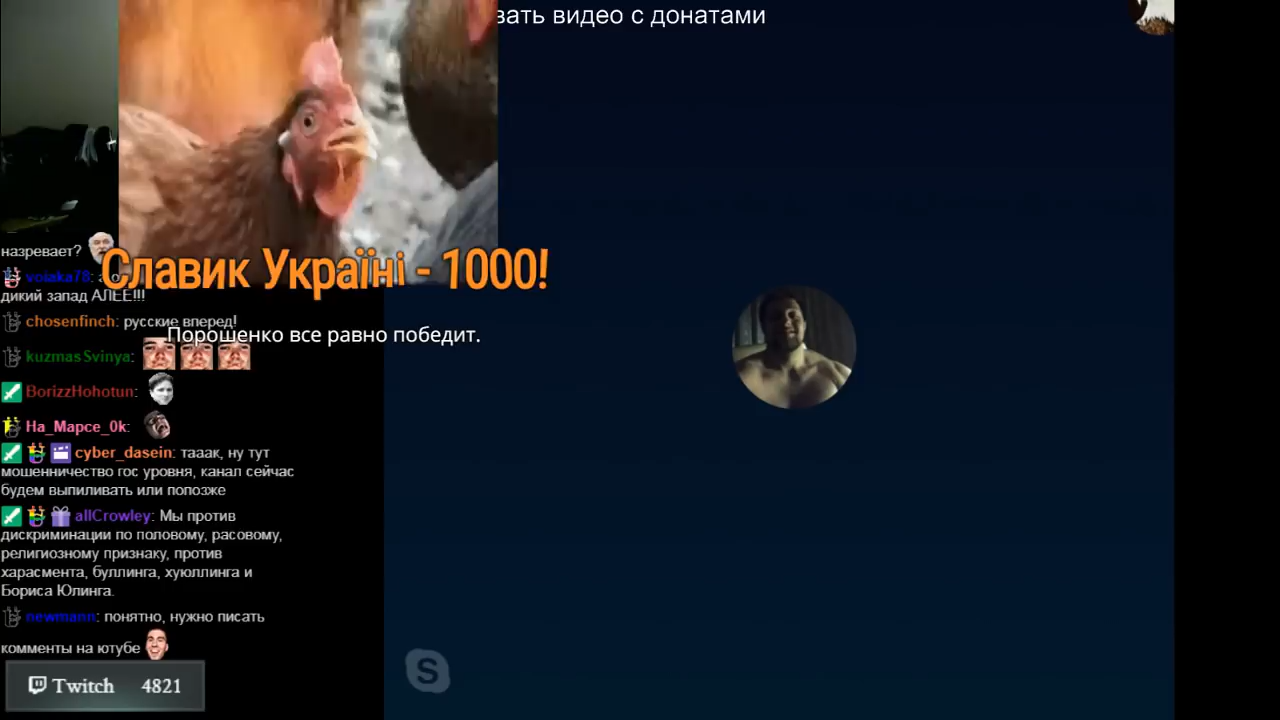 вать видео с донатами
назревает?
Славик Україні - 1000!
voiaka78:
дикий запад АЛЕЕ!!!
chosenfinch: русские вперед!
Порошенко все равно победит.
kuzmasSvinya:
BorizzHohotun:
На_Марсе_0k:
cyber_dasein: тааак, ну тут
мошенничество гос уровня, канал сейчас
будем выпиливать или попозже
allCrowley: Мы против
дискриминации по половому, расовому,
религиозному признаку, против
харасмента, буллинга, хуюллинга и
Бориса Юлинга.
newmann: понятно, нужно писать
комменты на ютубе
Twitch 4821